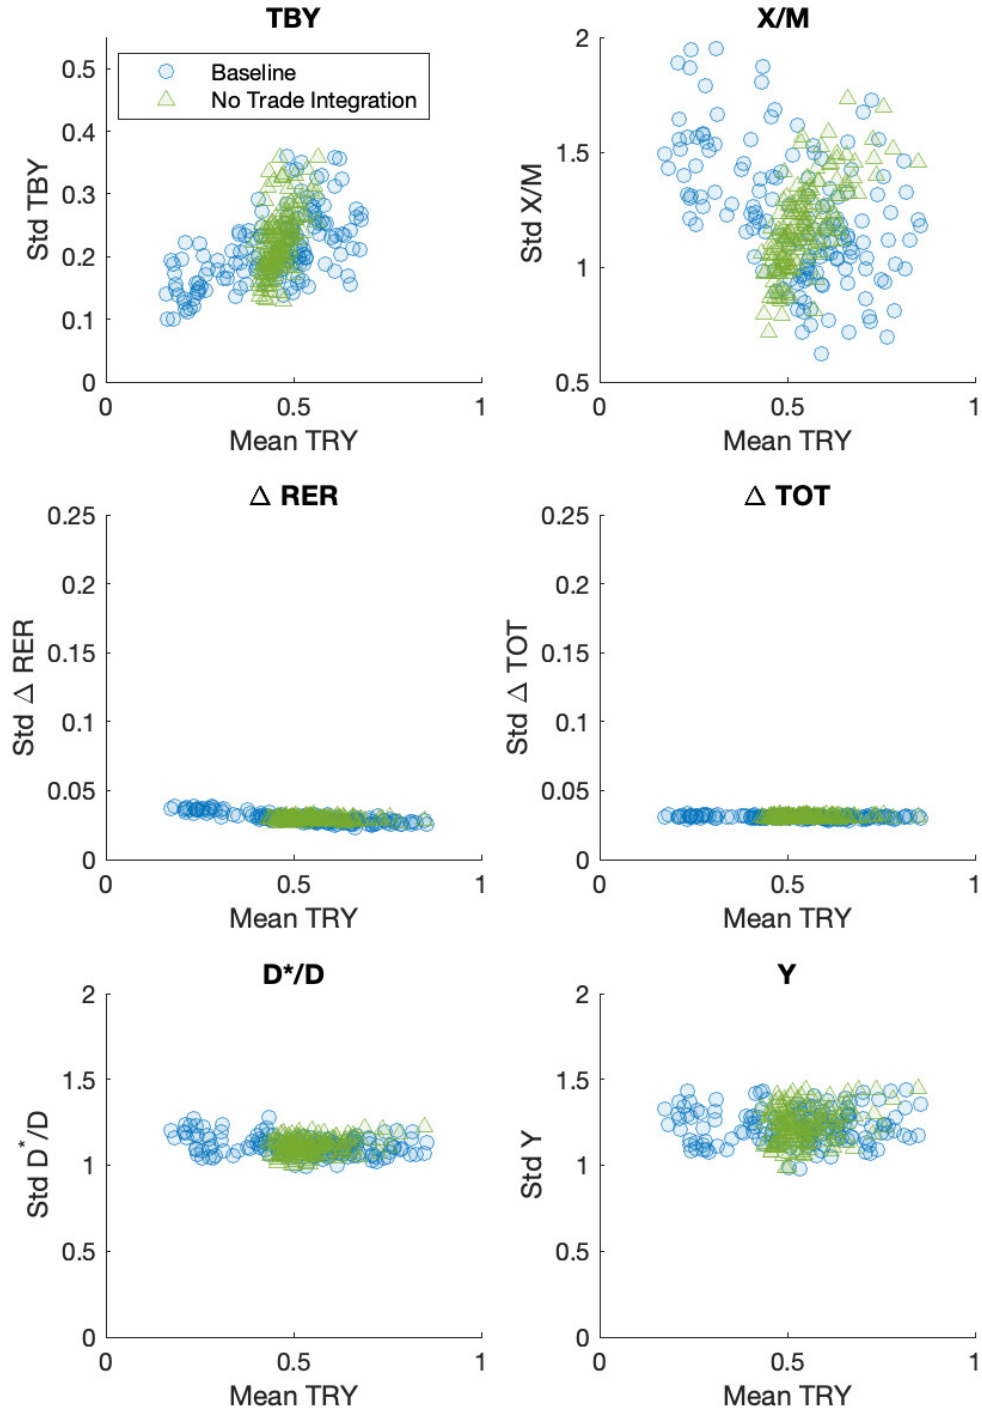 TBY
0.5
0.4
0.3
0.2
0.1
0
Std TBY
Baseline
No Trade Integration
0
0.5
1
Mean TRY
X/M
2
1.5
1
0.5
Std X/M
0
0.5
1
Mean TRY
Δ RER
0.25
0.2
0.15
0.1
0.05
0
Std Δ RER
0
0.5
1
Mean TRY
Δ TOT
0.25
0.2
0.15
0.1
0.05
0
Std Δ TOT
0
0.5
1
Mean TRY
D*/D
2
1.5
1
0.5
0
Std D*/D
0
0.5
1
Mean TRY
Y
2
1.5
1
0.5
0
Std Y
0
0.5
1
Mean TRY